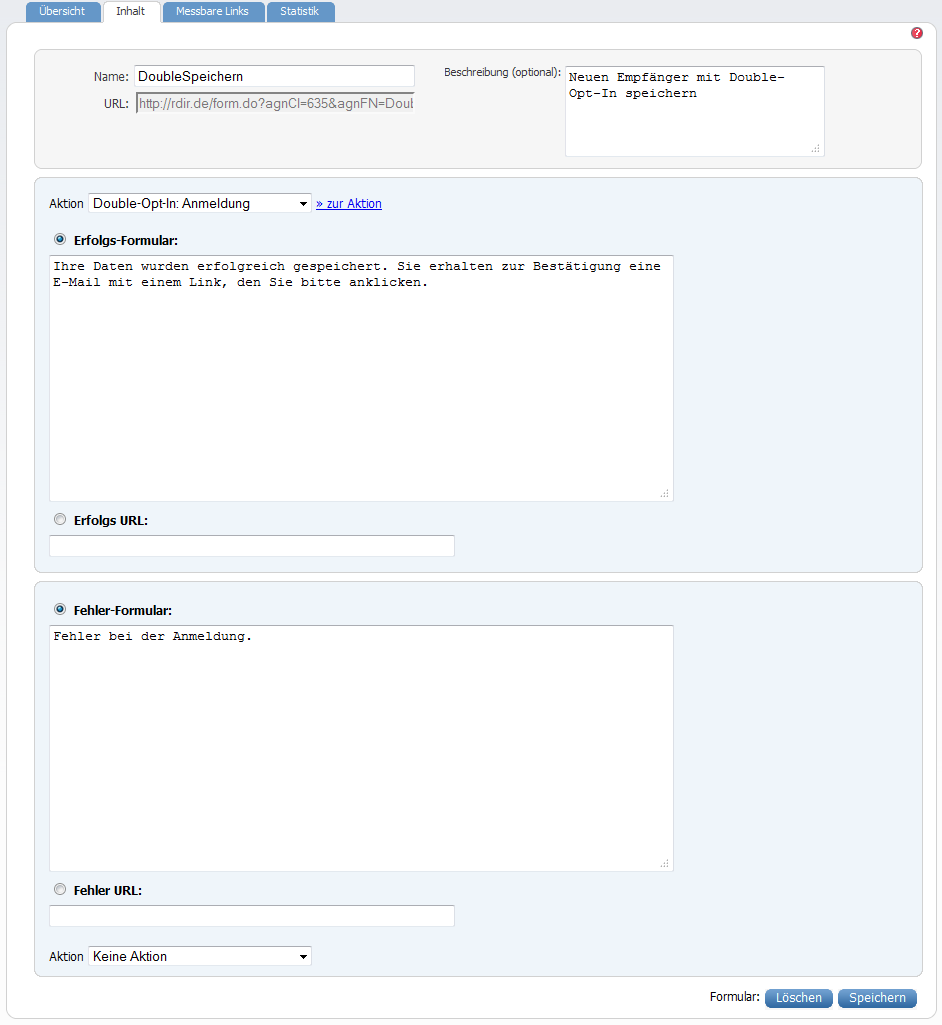 Übersicht Inhalt Messbare Links Statistik
?
Name: DoubleSpeichern
URL: http://rdir.de/form.do?agnCI=635&agnFN=Doub
Beschreibung (optional): Neuen Empfänger mit Double-
Opt-In speichern
Aktion Double-Opt-In: Anmeldung » zur Aktion
Erfolgs-Formular:
Ihre Daten wurden erfolgreich gespeichert. Sie erhalten zur Bestätigung eine
E-Mail mit einem Link, den Sie bitte anklicken.
Erfolgs URL:
Fehler-Formular:
Fehler bei der Anmeldung.
Fehler URL:
Aktion Keine Aktion
Formular: Löschen Speichern